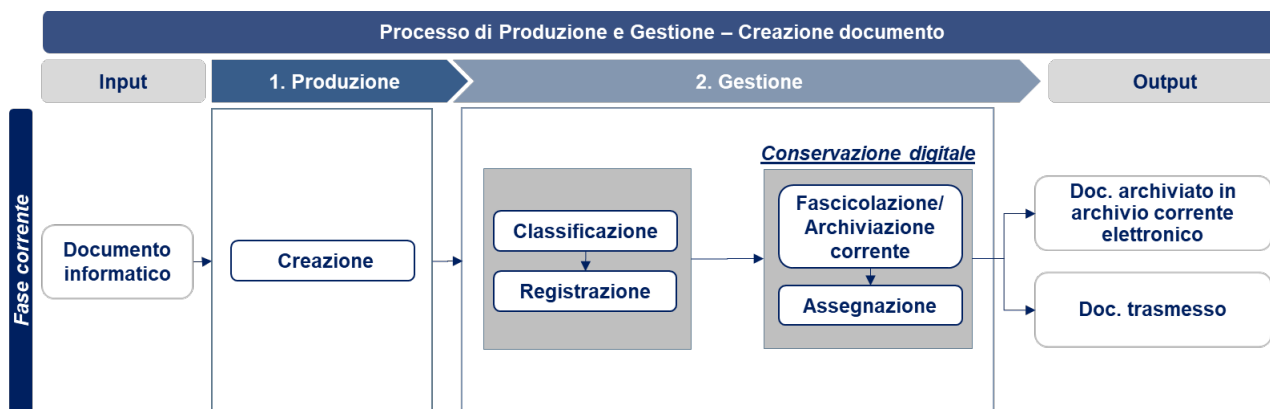 Processo di Produzione e Gestione – Creazione documento
Input
1. Produzione
2. Gestione
Output
Fase corrente
Documento
informatico
Creazione
Classificazione
Registrazione
Conservazione digitale
Fascicolazione/
Archiviazione
corrente
Assegnazione
Doc. archiviato in
archivio corrente
elettronico
Doc. trasmesso